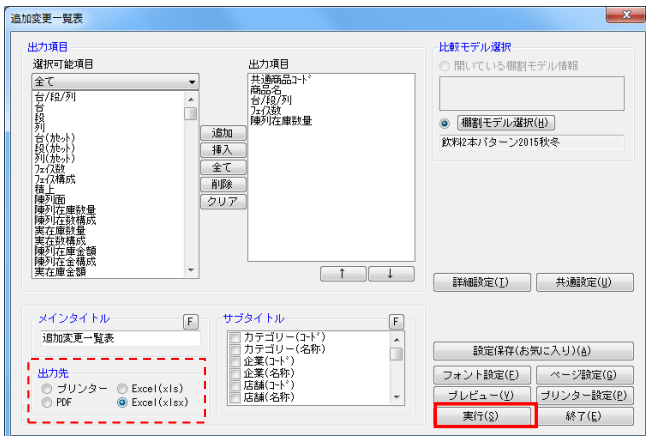 追加変更一覧表
出力項目
選択可能項目
全て
台/段/列
台
段
列
台(カセット)
段(カセット)
列(カセット)
フェイス数
フェイス構成
積上
陳列面
陳列在庫数量
陳列在数構成
実在庫数量
実在数構成
陳列在庫金額
陳列在金構成
実在庫金額
追加
挿入
全て
削除
クリア
出力項目
共通商品コード
商品名
台/段/列
フェイス数
陳列在庫数量
↑
↓
比較モデル選択
開いている棚割モデル情報
棚割モデル選択(H)
飲料2本パターン2015秋冬
詳細設定(T)
共通設定(U)
メインタイトル
F
追加変更一覧表
出力先
プリンター
Excel(xls)
PDF
Excel(xlsx)
サブタイトル
F
カテゴリー(コード)
カテゴリー(名称)
企業(コード)
企業(名称)
店舗(コード)
店舗(名称)
設定保存(お気に入り)(A)
フォント設定(F)
ページ設定(G)
プレビュー(V)
プリンター設定(P)
実行(S)
終了(E)